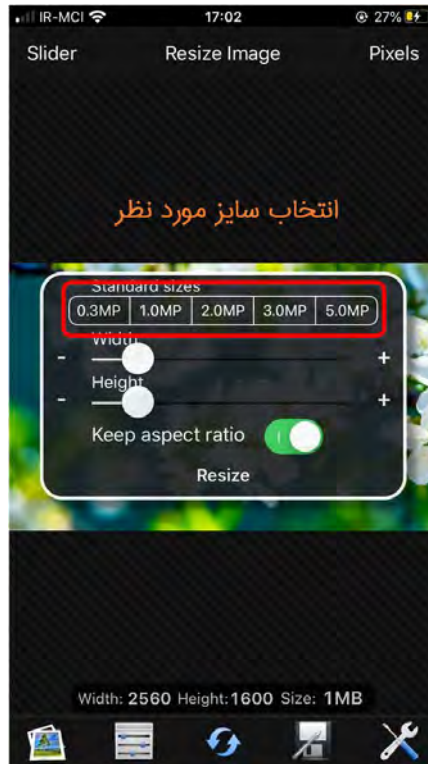 IR-MCI 17:02 27%
Slider Resize Image Pixels
انتخاب سایز مورد نظر
Standard sizes
0.3MP 1.0MP 2.0MP 3.0MP 5.0MP
Width
- +
Height
- +
Keep aspect ratio
Resize
Width: 2560 Height:1600 Size: 1MB